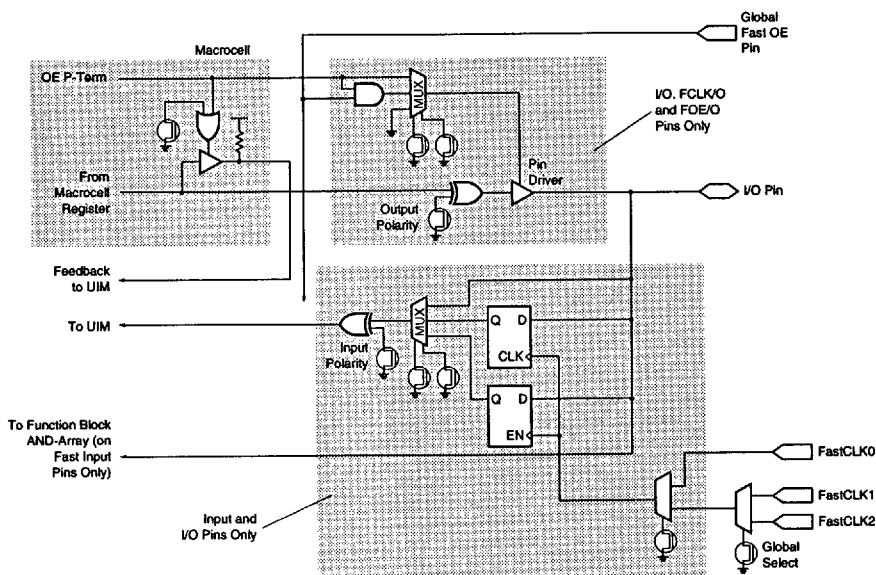 Global
Fast OE
Pin
Macrocell
OE P-Term
MUX
I/O, FCLK/O
and FOE/O
Pins Only
From
Macrocell
Register
Pin
Driver
I/O Pin
Output
Polarity
Feedback
to UIM
To UIM
MUX
Input
Polarity
Q D
CLK
Q D
EN
To Function Block
AND-Array (on
Fast Input
Pins Only)
FastCLK0
FastCLK1
FastCLK2
Input and
I/O Pins Only
Global
Select